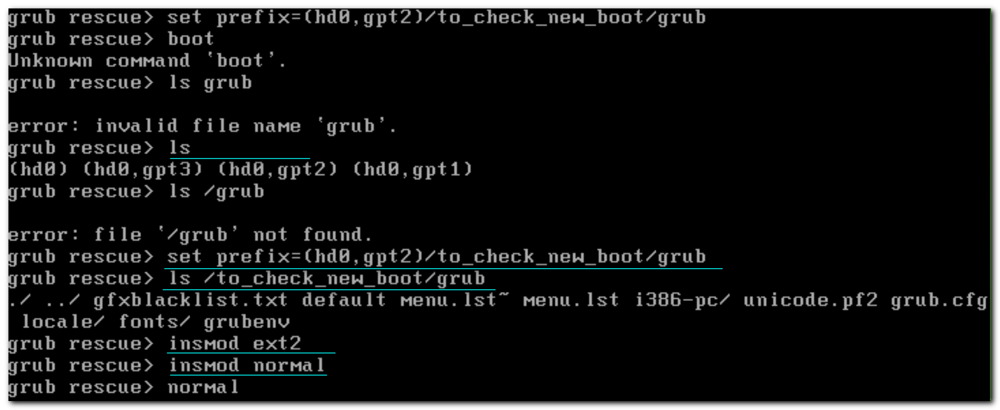 grub rescue> set prefix=(hd0,gpt2)/to_check_new_boot/grub
grub rescue> boot
Unknown command `boot'.
grub rescue> ls grub
error: invalid file name `grub'.
grub rescue> ls
(hd0) (hd0,gpt3) (hd0,gpt2) (hd0,gpt1)
grub rescue> ls /grub
error: file `/grub' not found.
grub rescue> set prefix=(hd0,gpt2)/to_check_new_boot/grub
grub rescue> ls /to_check_new_boot/grub
./ ../ gfxblacklist.txt default menu.lst~ menu.lst i386-pc/ unicode.pf2 grub.cfg
locale/ fonts/ grubenv
grub rescue> insmod ext2
grub rescue> insmod normal
grub rescue> normal